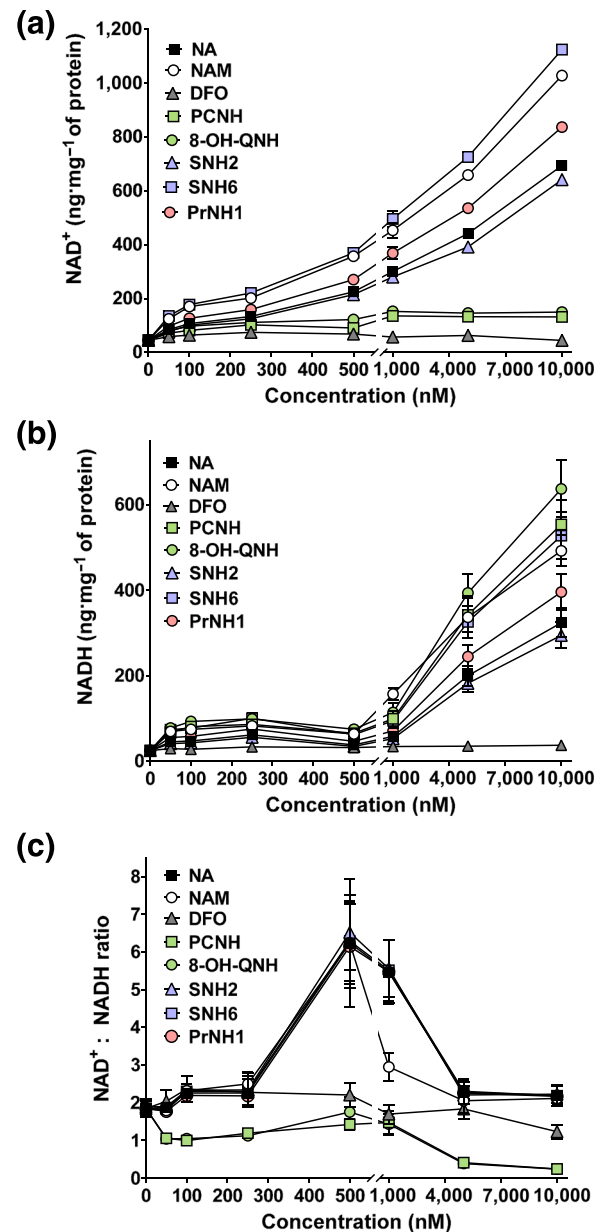 (a)
1,200
1,000
800
600
400
200
0
NAD+ (ng·mg−1 of protein)
NA
NAM
DFO
PCNH
8-OH-QNH
SNH2
SNH6
PrNH1
0 100 200 300 400 500 1,000 4,000 7,000 10,000
Concentration (nM)
(b)
600
400
200
0
NADH (ng·mg−1 of protein)
NA
NAM
DFO
PCNH
8-OH-QNH
SNH2
SNH6
PrNH1
0 100 200 300 400 500 1,000 4,000 7,000 10,000
Concentration (nM)
(c)
8
7
6
5
4
3
2
1
0
NAD+ : NADH ratio
NA
NAM
DFO
PCNH
8-OH-QNH
SNH2
SNH6
PrNH1
0 100 200 300 400 500 1,000 4,000 7,000 10,000
Concentration (nM)